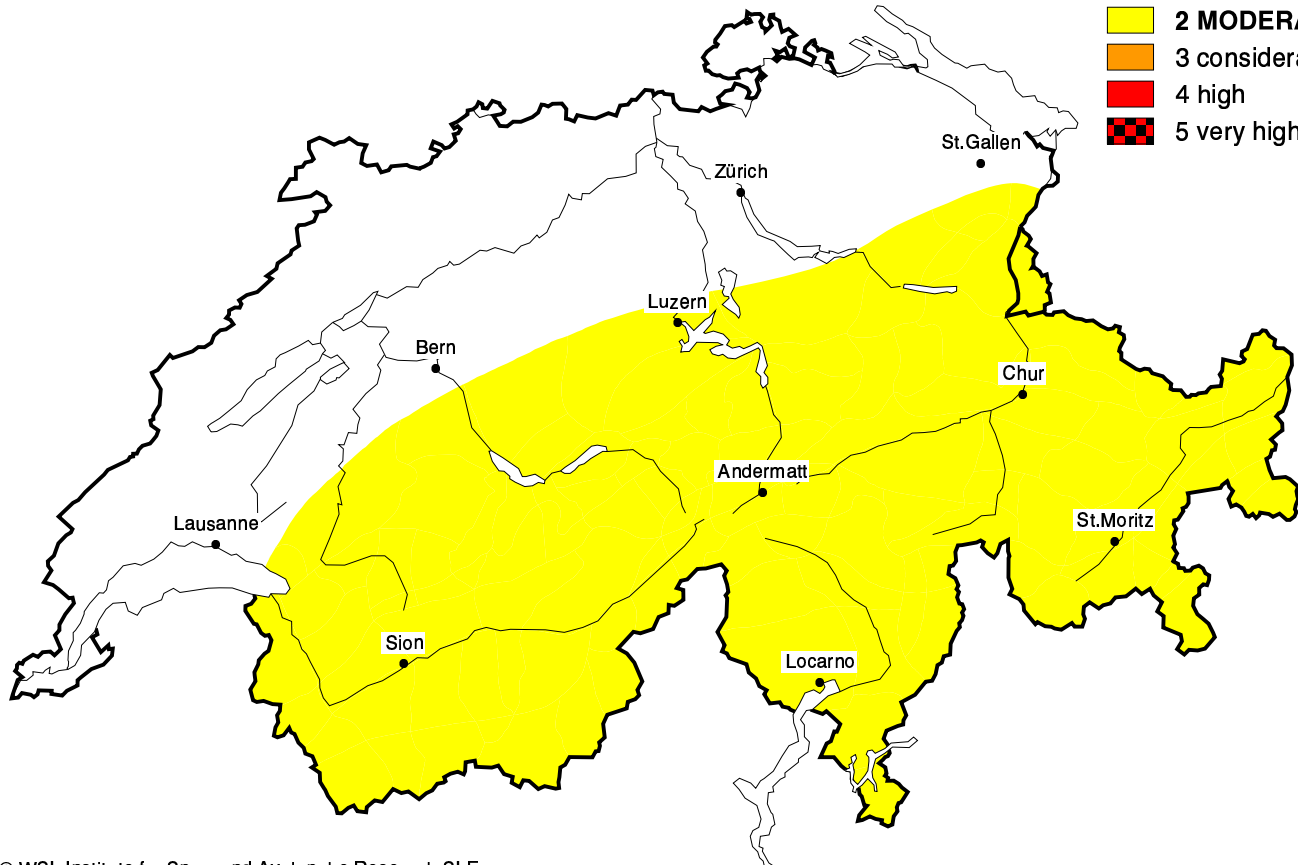 2 MODERA
3 considera
4 high
5 very high
St.Gallen
Zürich
Luzern
Bern
Chur
Andermatt
Lausanne
St.Moritz
Sion
Locarno